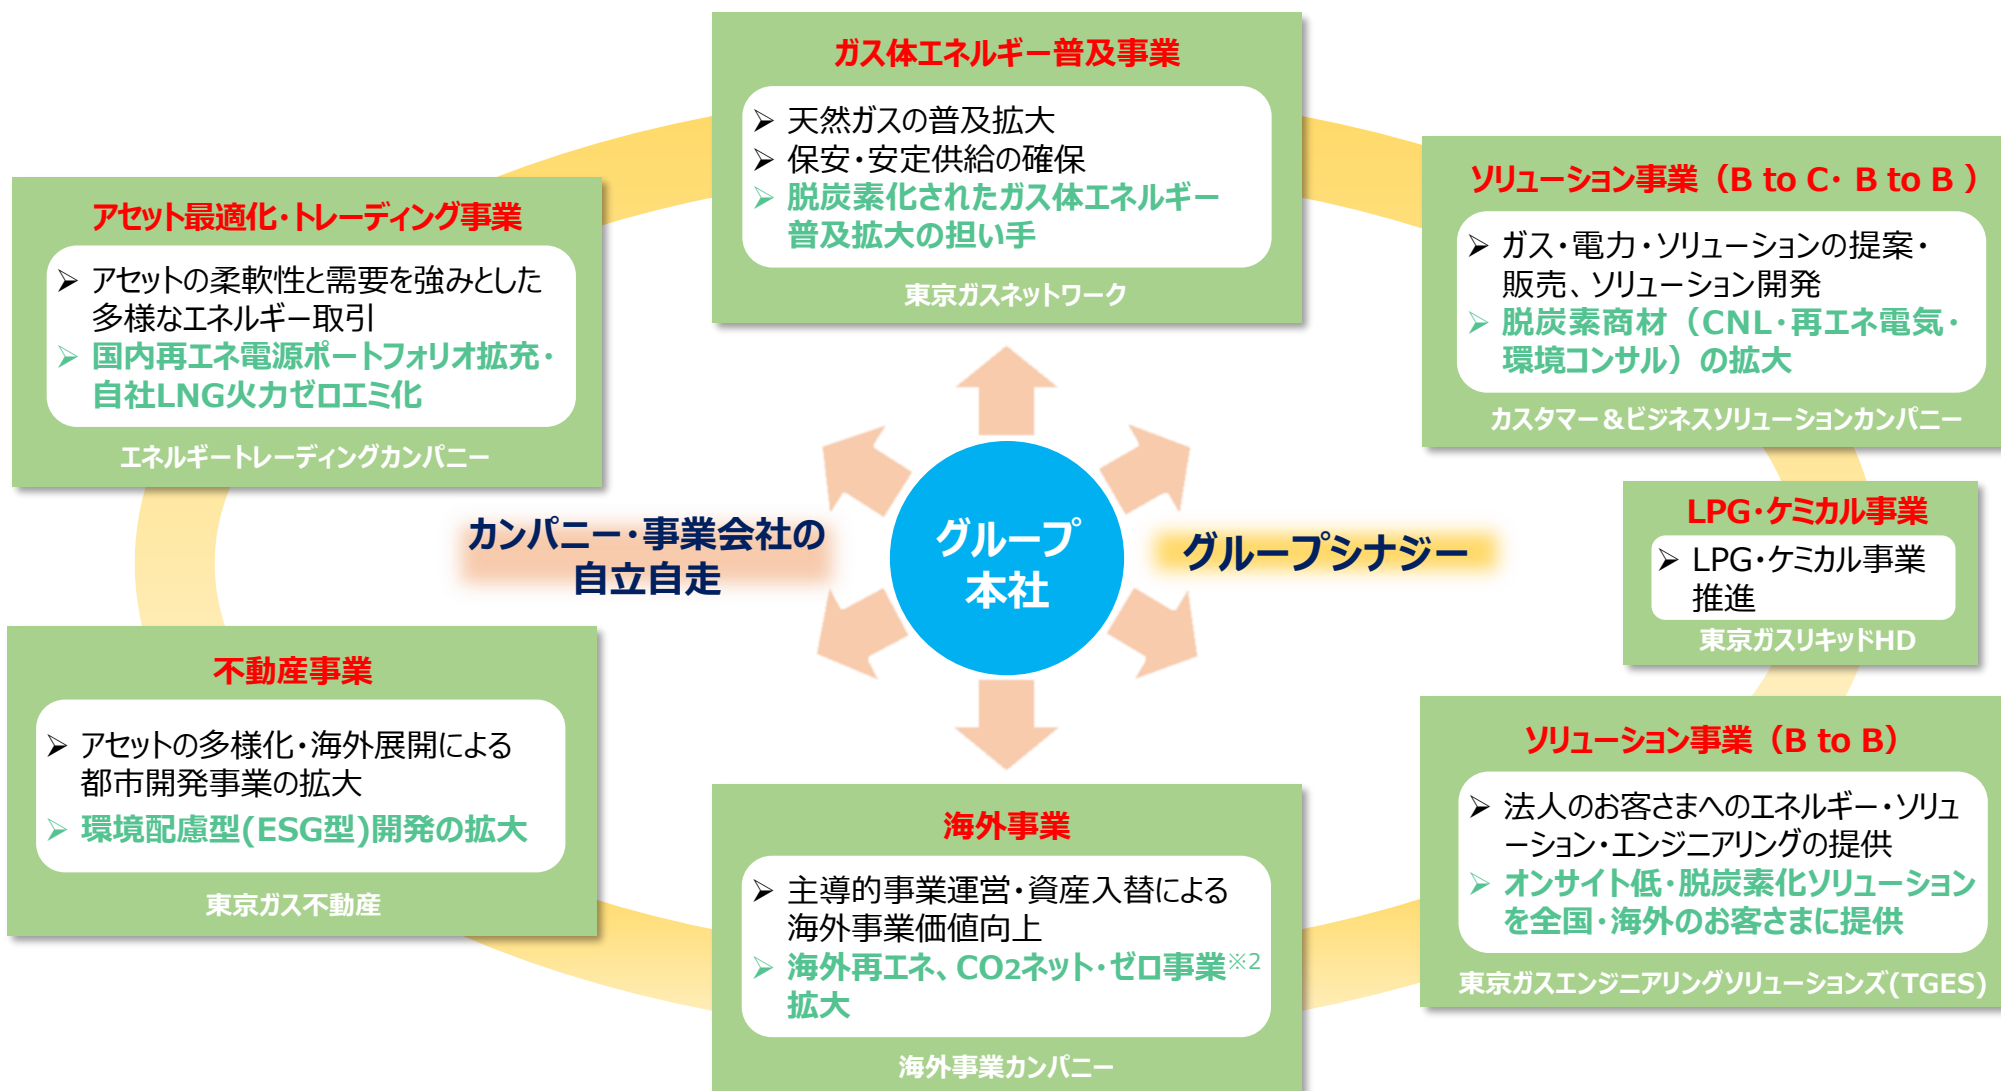 ガス体エネルギー普及事業
➢ 天然ガスの普及拡大
➢ 保安・安定供給の確保
➢ 脱炭素化されたガス体エネルギー
普及拡大の担い手
東京ガスネットワーク
アセット最適化・トレーディング事業
➢ アセットの柔軟性と需要を強みとした
多様なエネルギー取引
➢ 国内再エネ電源ポートフォリオ拡充・
自社LNG火力ゼロエミ化
エネルギートレーディングカンパニー
ソリューション事業（B to C・ B to B ）
➢ ガス・電力・ソリューションの提案・
販売、ソリューション開発
➢ 脱炭素商材（CNL・再エネ電気・
環境コンサル）の拡大
カスタマー＆ビジネスソリューションカンパニー
カンパニー・事業会社の
自立自走
グループ
本社
グループシナジー
LPG・ケミカル事業
➢ LPG・ケミカル事業
推進
東京ガスリキッドHD
不動産事業
➢ アセットの多様化・海外展開による
都市開発事業の拡大
➢ 環境配慮型(ESG型)開発の拡大
東京ガス不動産
海外事業
➢ 主導的事業運営・資産入替による
海外事業価値向上
➢ 海外再エネ、CO2ネット・ゼロ事業※2
拡大
海外事業カンパニー
ソリューション事業（B to B）
➢ 法人のお客さまへのエネルギー・ソリュ
ーション・エンジニアリングの提供
➢ オンサイト低・脱炭素化ソリューション
を全国・海外のお客さまに提供
東京ガスエンジニアリングソリューションズ(TGES)